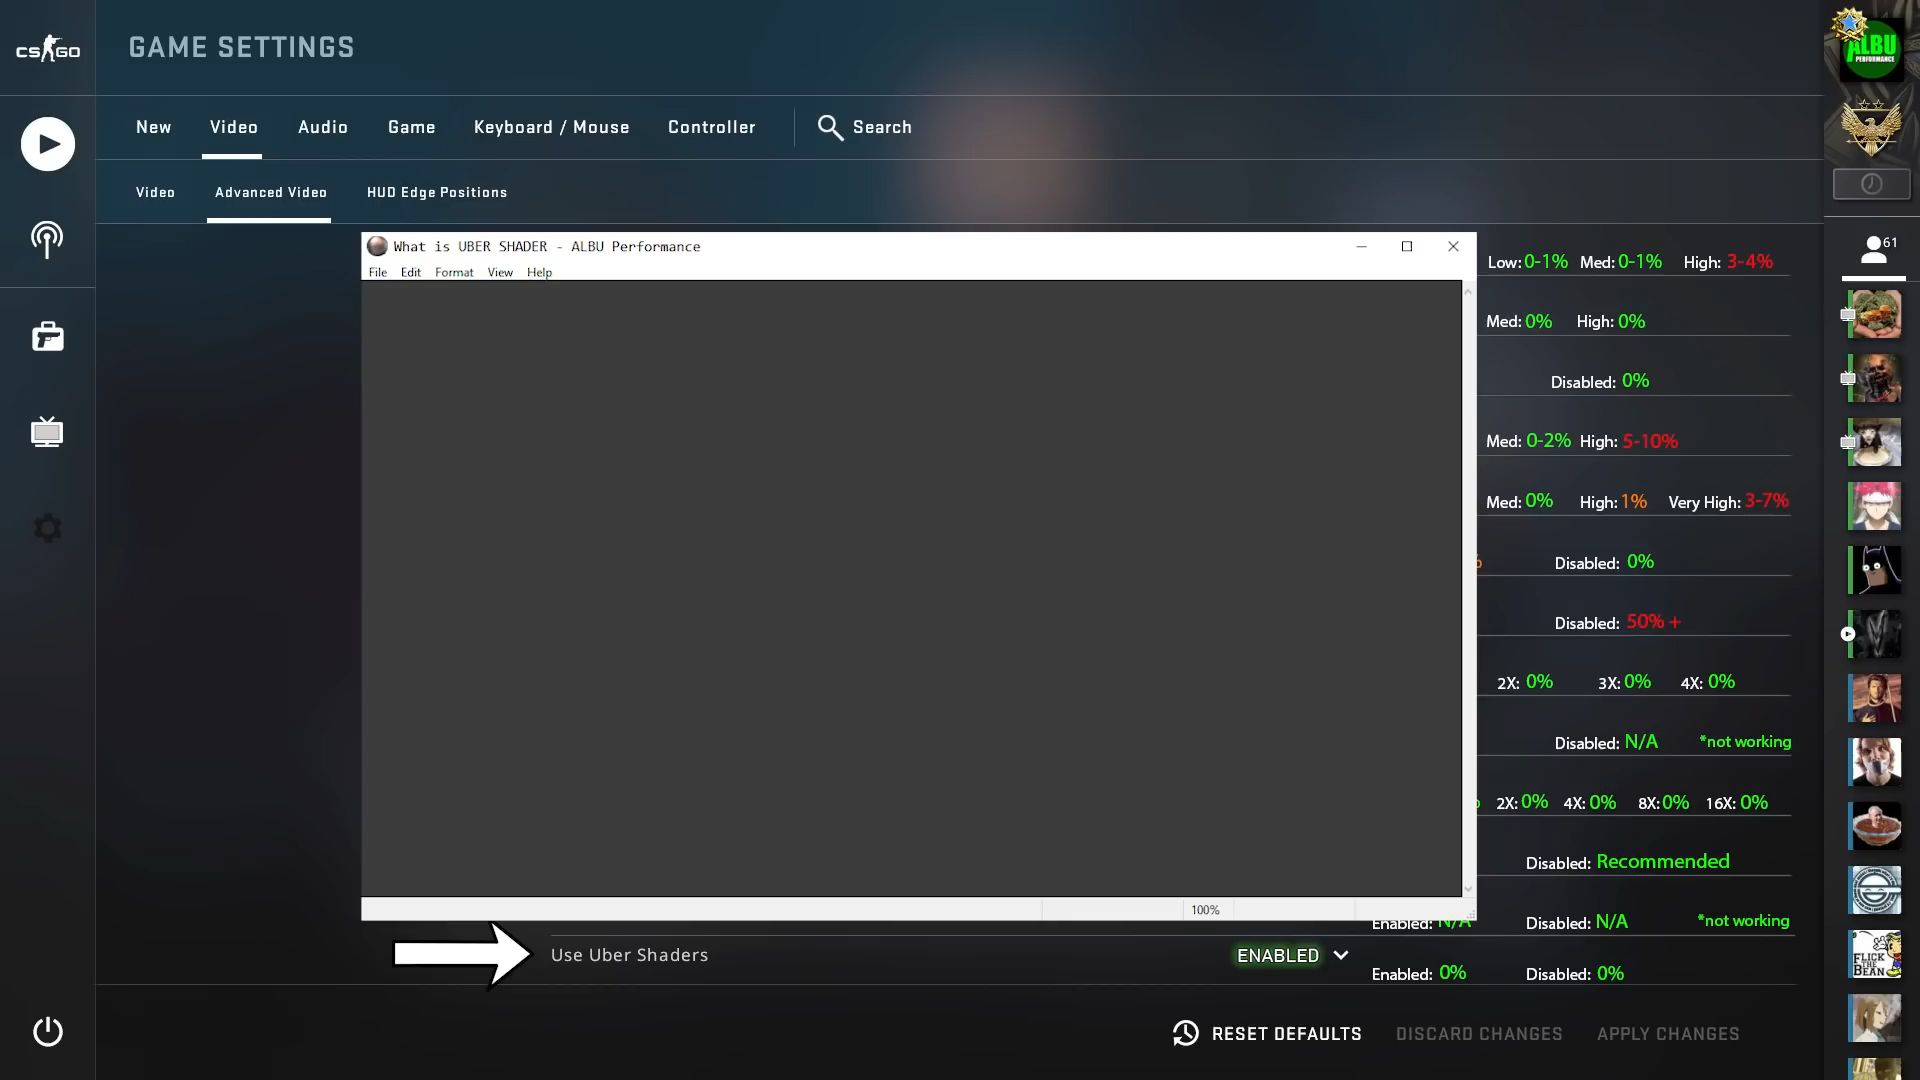 CS GO
GAME SETTINGS
ALBU
PERFORMANCE
New Video Audio Game Keyboard / Mouse Controller Search
Video Advanced Video HUD Edge Positions
What is UBER SHADER - ALBU Performance
File Edit Format View Help
61
Low: 0-1% Med: 0-1% High: 3-4%
Med: 0% High: 0%
Disabled: 0%
Med: 0-2% High: 5-10%
Med: 0% High: 1% Very High: 3-7%
Disabled: 0%
Disabled: 50% +
2X: 0% 3X: 0% 4X: 0%
Disabled: N/A *not working
2X: 0% 4X: 0% 8X: 0% 16X: 0%
Disabled: Recommended
100%
Enabled: N/A Disabled: N/A *not working
Use Uber Shaders ENABLED
Enabled: 0% Disabled: 0%
FLICK
THE
BEAN
RESET DEFAULTS DISCARD CHANGES APPLY CHANGES